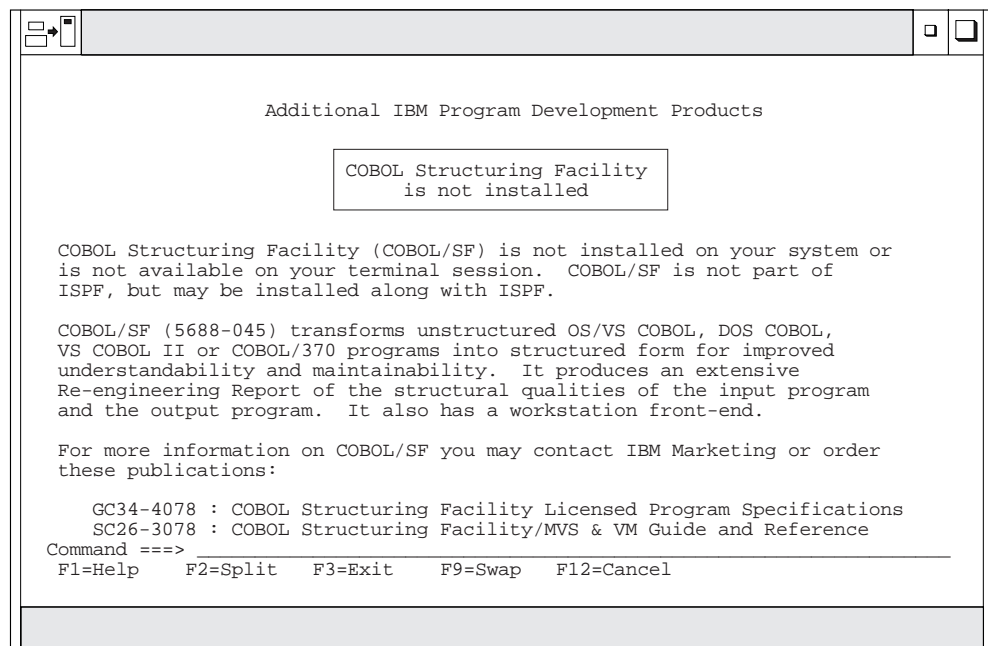 Additional IBM Program Development Products
COBOL Structuring Facility
is not installed
COBOL Structuring Facility (COBOL/SF) is not installed on your system or
is not available on your terminal session.  COBOL/SF is not part of
ISPF, but may be installed along with ISPF.
COBOL/SF (5688-045) transforms unstructured OS/VS COBOL, DOS COBOL,
VS COBOL II or COBOL/370 programs into structured form for improved
understandability and maintainability.  It produces an extensive
Re-engineering Report of the structural qualities of the input program
and the output program.  It also has a workstation front-end.
For more information on COBOL/SF you may contact IBM Marketing or order
these publications:
GC34-4078 : COBOL Structuring Facility Licensed Program Specifications
SC26-3078 : COBOL Structuring Facility/MVS & VM Guide and Reference
Command ===> 
F1=Help    F2=Split    F3=Exit    F9=Swap    F12=Cancel